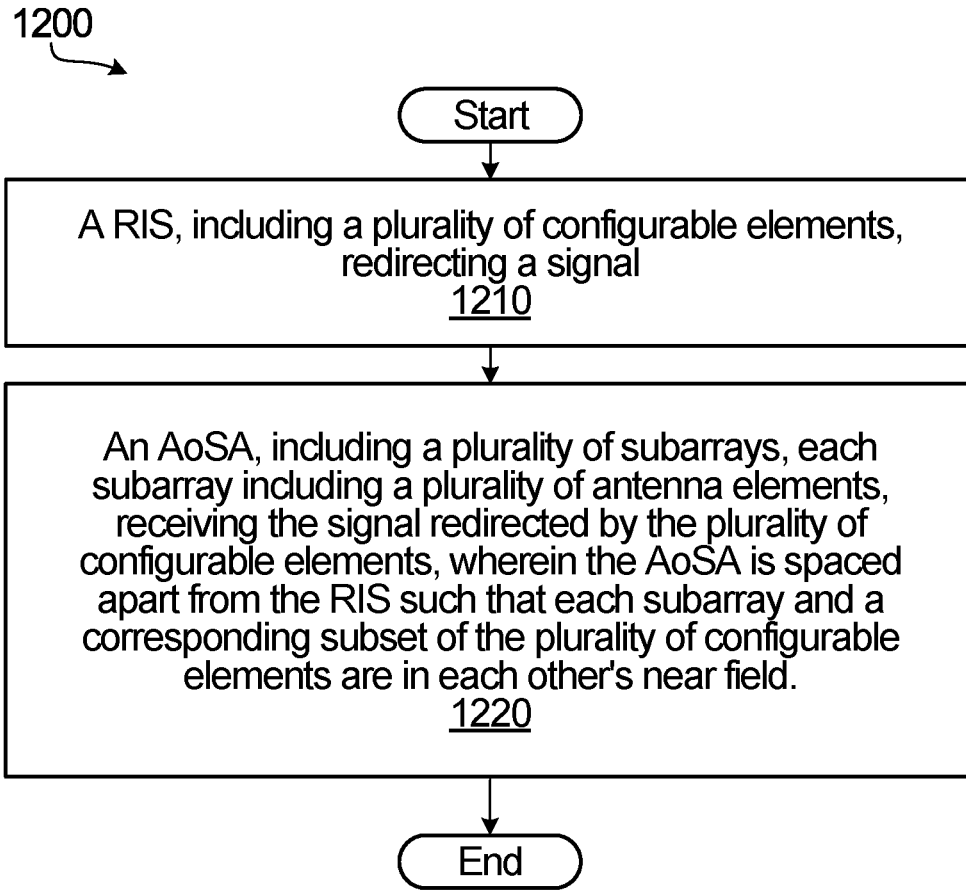 1200
Start
A RIS, including a plurality of configurable elements,
redirecting a signal
1210
An AoSA, including a plurality of subarrays, each
subarray including a plurality of antenna elements,
receiving the signal redirected by the plurality of
configurable elements, wherein the AoSA is spaced
apart from the RIS such that each subarray and a
corresponding subset of the plurality of configurable
elements are in each other's near field.
1220
End